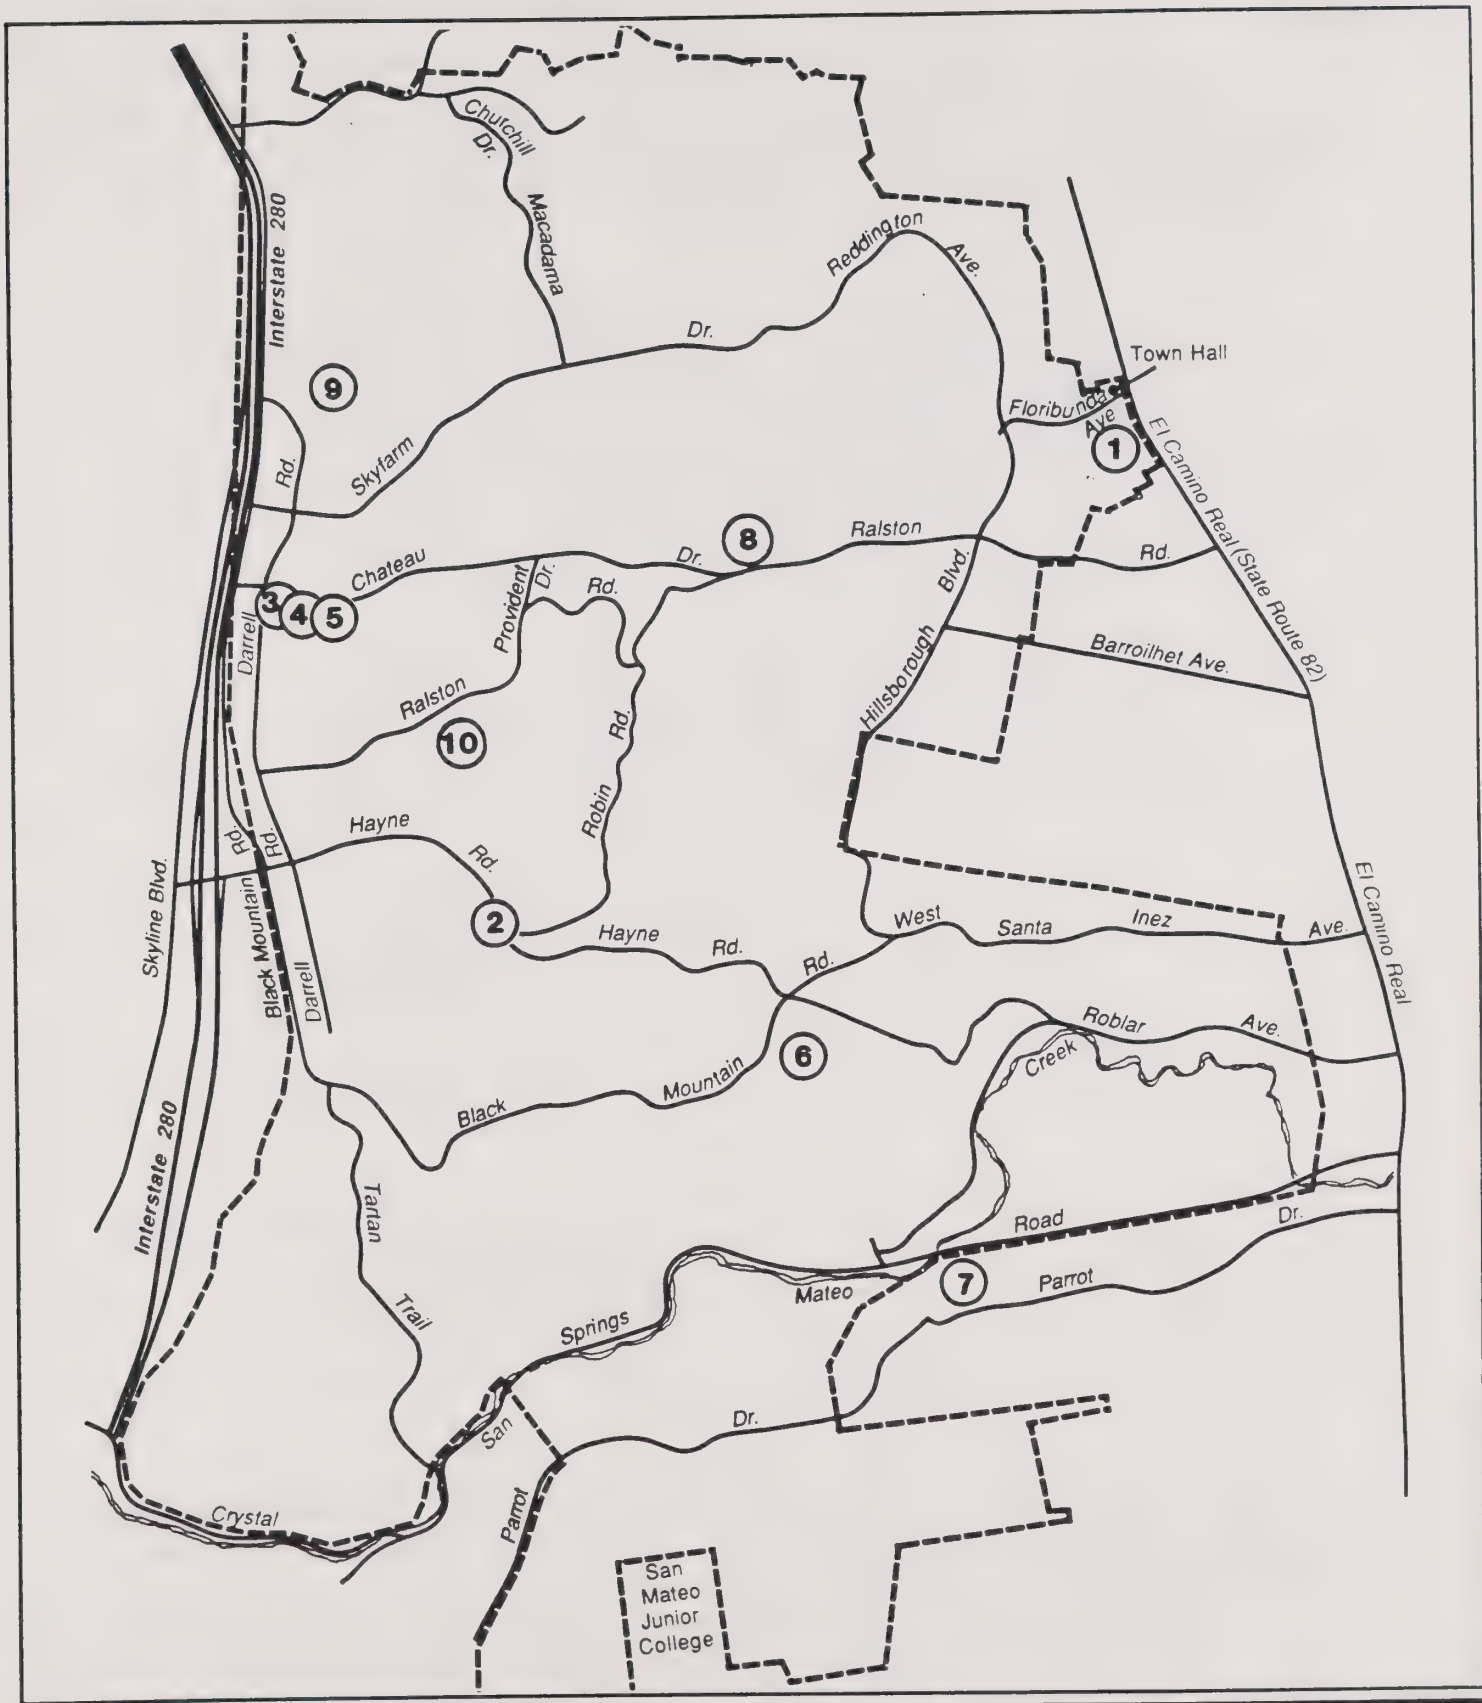 Churchill
Dr.
Macadama
Reddington
Ave.
Interstate 280
Dr.
Town Hall
9
Floribunda
Ave
1
El Camino Real (State Route 82)
Rd.
Skyfarm
8
Ralston
Rd.
Chateau
Dr.
Provident
Dr.
Rd.
Blvd.
3
4
5
Darrell
Hillsborough
Barroilhet Ave.
Ralston
10
Rd.
Robin
Rd.
Rd.
Hayne
Rd.
Skyline Blvd.
Black Mountain
Darrell
2
Hayne
Rd.
Rd.
West
Santa
Inez
Ave.
El Camino Real
6
Roblar
Ave.
Creek
Black
Mountain
Interstate 280
Tartan
Trail
Road
Dr.
7
Parrot
Mateo
Springs
San
Dr.
Crystal
Parrot
San
Mateo
Junior
College